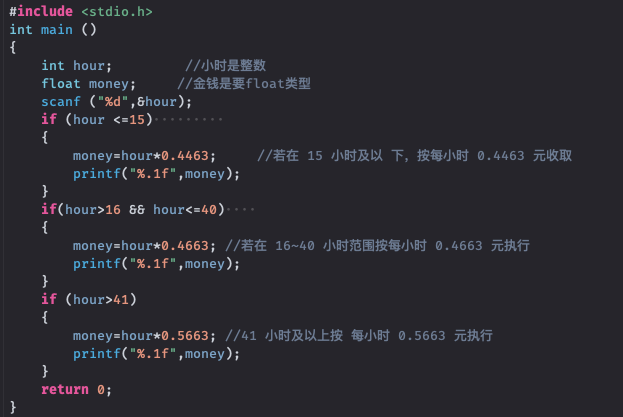 #include <stdio.h>
int main ()
{
    int hour;         //小时是整数
    float money;     //金钱是要float类型
    scanf ("%d",&hour);
    if (hour <=15)·········
    {
        money=hour*0.4463;     //若在 15 小时及以 下，按每小时 0.4463 元收取
        printf("%.1f",money);
    }
    if(hour>16 && hour<=40)····
    {
        money=hour*0.4663; //若在 16~40 小时范围按每小时 0.4663 元执行
        printf("%.1f",money);
    }
    if (hour>41)
    {
        money=hour*0.5663; //41 小时及以上按 每小时 0.5663 元执行
        printf("%.1f",money);
    }
    return 0;
}